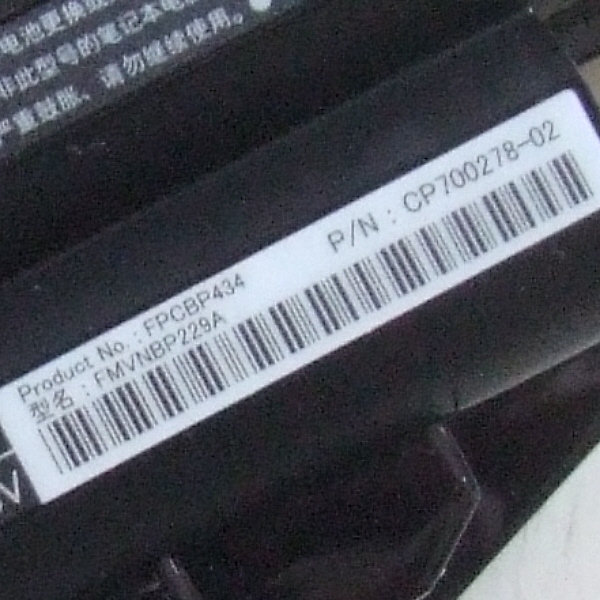 电池更换
非此型号的笔记本电
严重鼓胀、请勿继续使用。
Product No.: FPCBP434
P/N : CP700278-02
型名 : FMVNBP229A
V